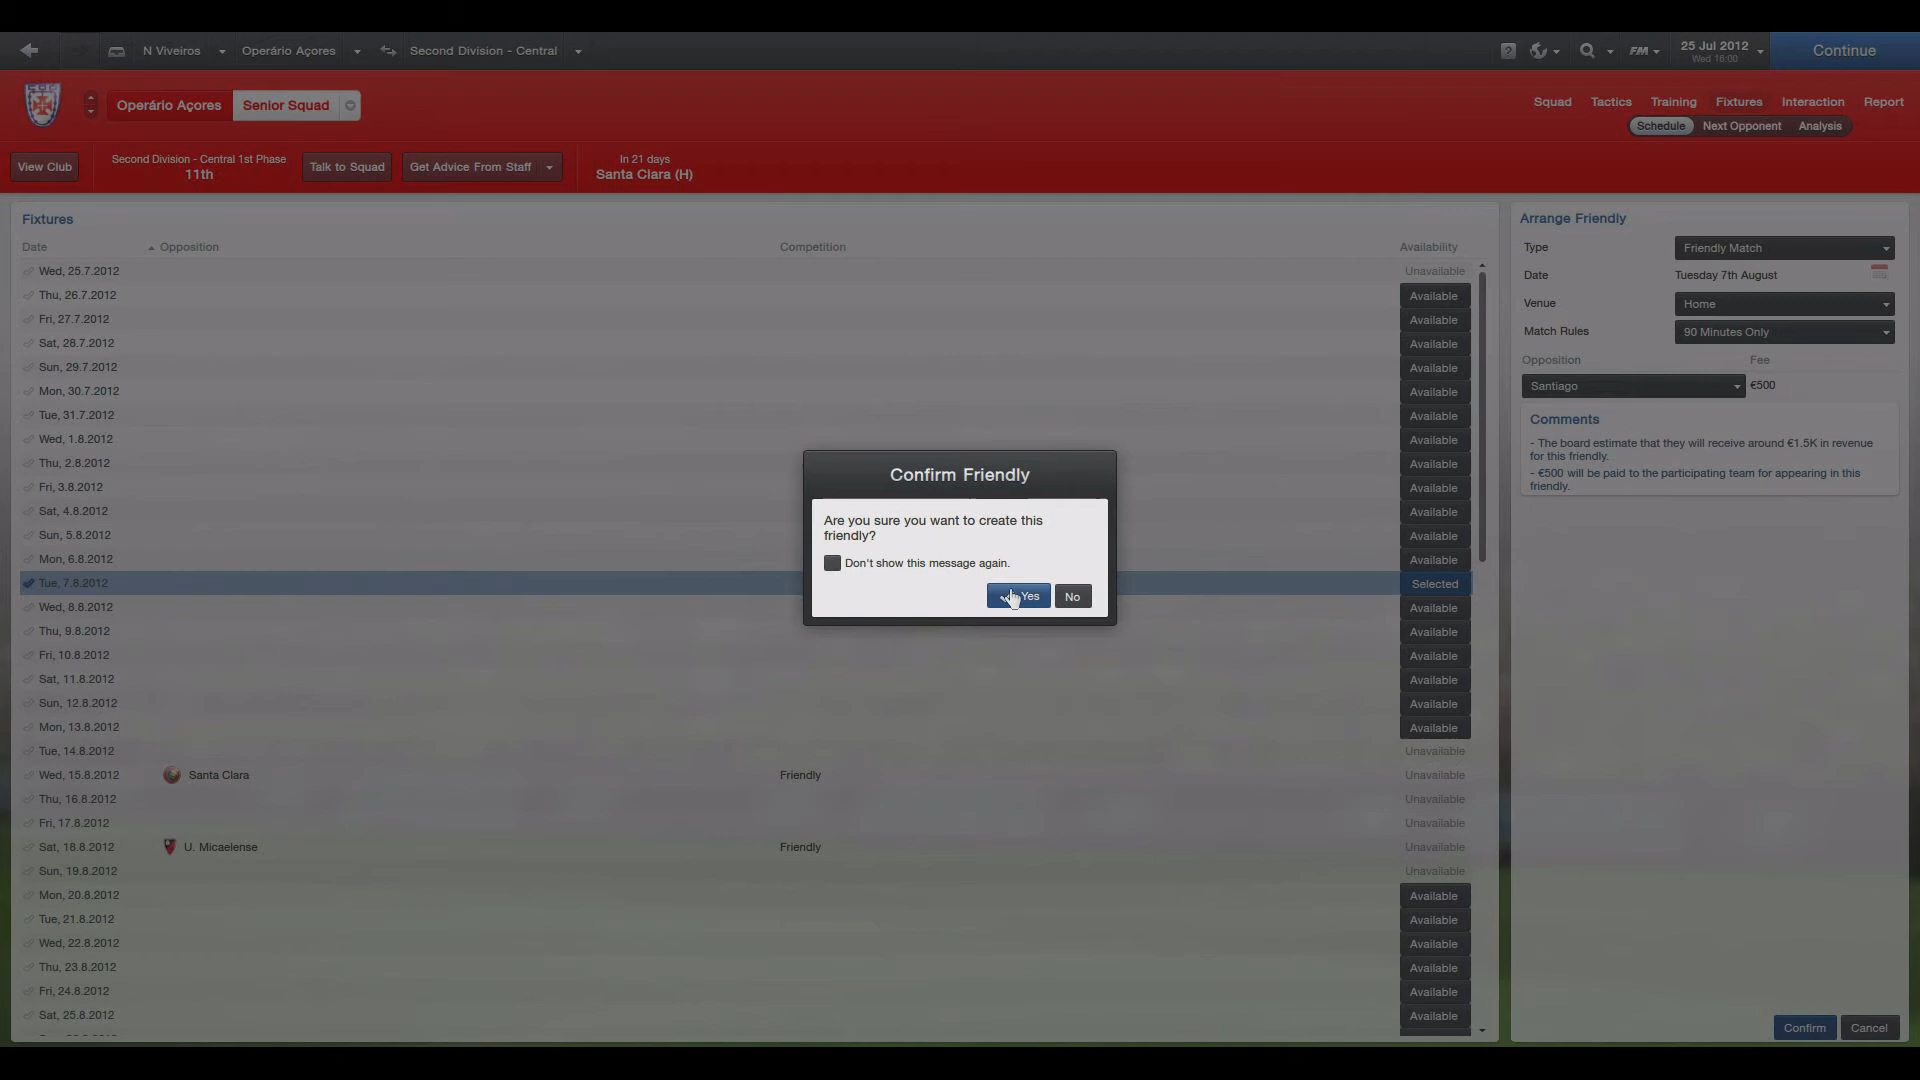 N Viveiros
Operário Açores
Second Division - Central
FM
25 Jul 2012
Wed 16:00
Continue
Operário Açores
Senior Squad
Squad
Tactics
Training
Fixtures
Interaction
Report
Schedule
Next Opponent
Analysis
View Club
Second Division - Central 1st Phase
11th
Talk to Squad
Get Advice From Staff
In 21 days
Santa Clara (H)
Fixtures
Date
Opposition
Competition
Availability
Wed, 25.7.2012 Unavailable
Thu, 26.7.2012 Available
Fri, 27.7.2012 Available
Sat, 28.7.2012 Available
Sun, 29.7.2012 Available
Mon, 30.7.2012 Available
Tue, 31.7.2012 Available
Wed, 1.8.2012 Available
Thu, 2.8.2012 Available
Fri, 3.8.2012 Available
Sat, 4.8.2012 Available
Sun, 5.8.2012 Available
Mon, 6.8.2012 Available
Tue, 7.8.2012 Selected
Wed, 8.8.2012 Available
Thu, 9.8.2012 Available
Fri, 10.8.2012 Available
Sat, 11.8.2012 Available
Sun, 12.8.2012 Available
Mon, 13.8.2012 Available
Tue, 14.8.2012 Unavailable
Wed, 15.8.2012 Santa Clara Friendly Unavailable
Thu, 16.8.2012 Unavailable
Fri, 17.8.2012 Unavailable
Sat, 18.8.2012 U. Micaelense Friendly Unavailable
Sun, 19.8.2012 Unavailable
Mon, 20.8.2012 Available
Tue, 21.8.2012 Available
Wed, 22.8.2012 Available
Thu, 23.8.2012 Available
Fri, 24.8.2012 Available
Sat, 25.8.2012 Available
Confirm Friendly
Are you sure you want to create this
friendly?
Don't show this message again.
Yes
No
Arrange Friendly
Type Friendly Match
Date Tuesday 7th August
Venue Home
Match Rules 90 Minutes Only
Opposition Fee
Santiago €500
Comments
- The board estimate that they will receive around €1.5K in revenue
for this friendly.
- €500 will be paid to the participating team for appearing in this
friendly.
Confirm
Cancel